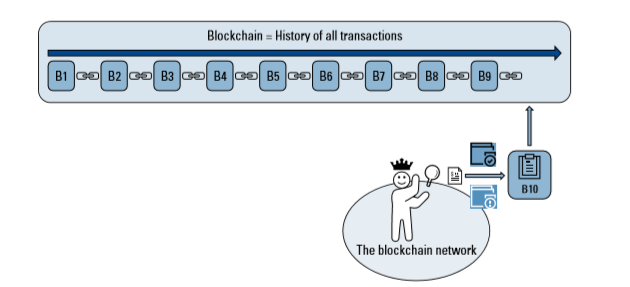 Blockchain = History of all transactions
B1 B2 B3 B4 B5 B6 B7 B8 B9
B10
The blockchain network